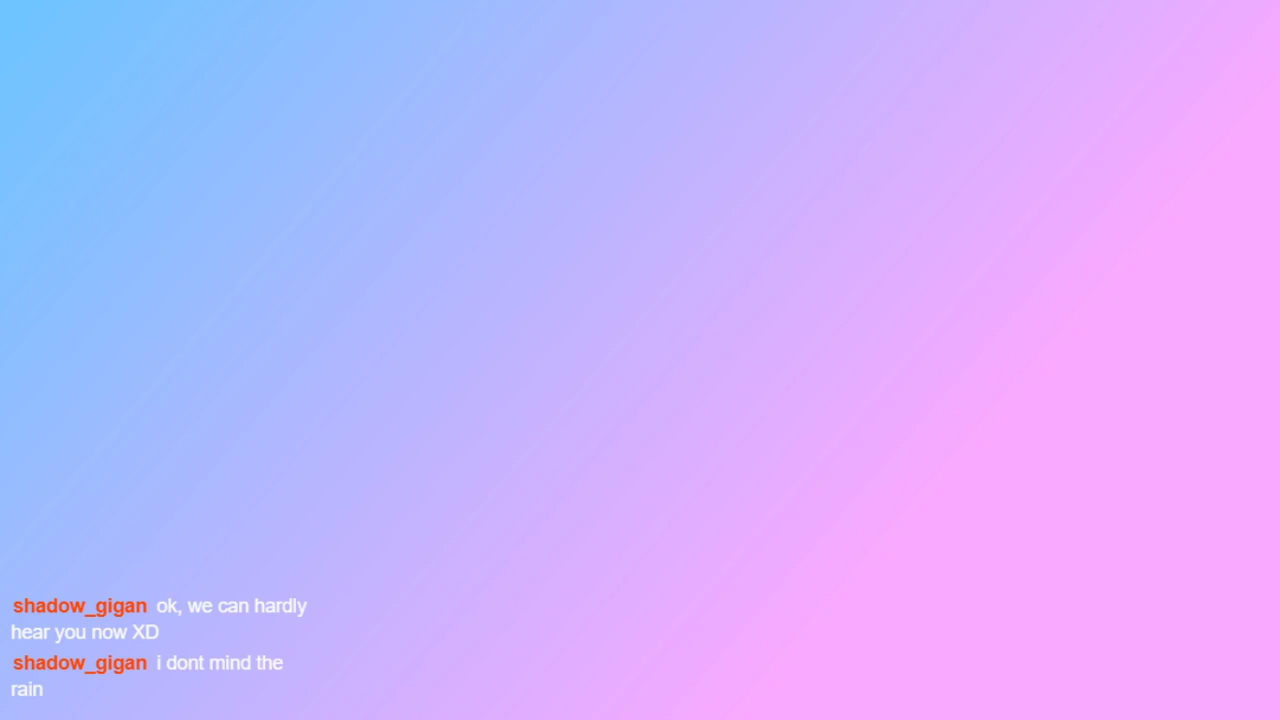 shadow_gigan ok, we can hardly
hear you now XD
shadow_gigan i dont mind the
rain